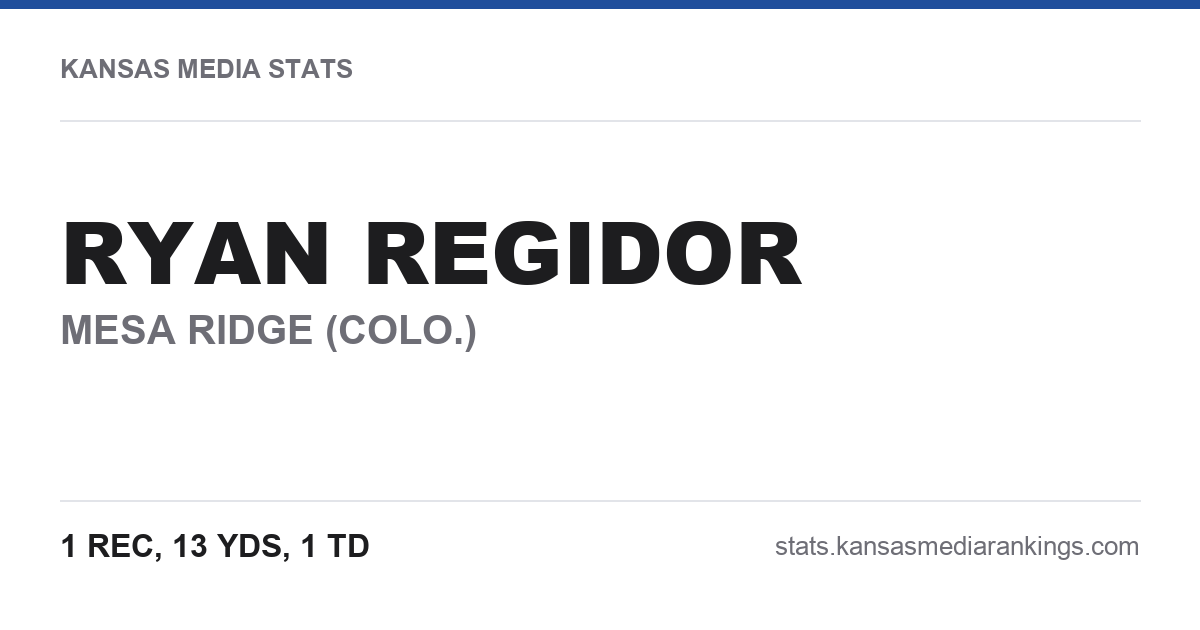 KANSAS MEDIA STATS
RYAN REGIDOR
MESA RIDGE (COLO.)
1 REC, 13 YDS, 1 TD
stats.kansasmediarankings.com